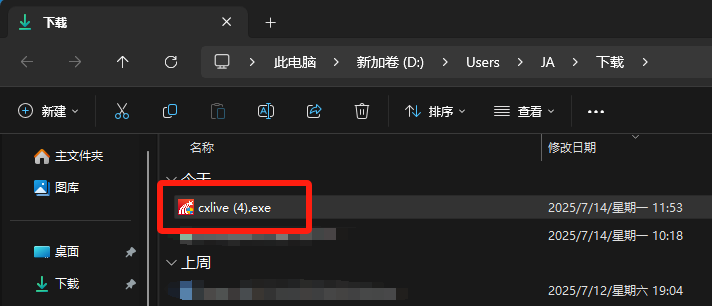 下载
此电脑 > 新加卷 (D:) > Users > JA > 下载 >
新建 排序 查看 ...
名称 修改日期
主文件夹
图库
桌面
下载
今天
cxlive (4).exe 2025/7/14/星期一 11:53
2025/7/14/星期一 10:18
上周
2025/7/12/星期六 19:04